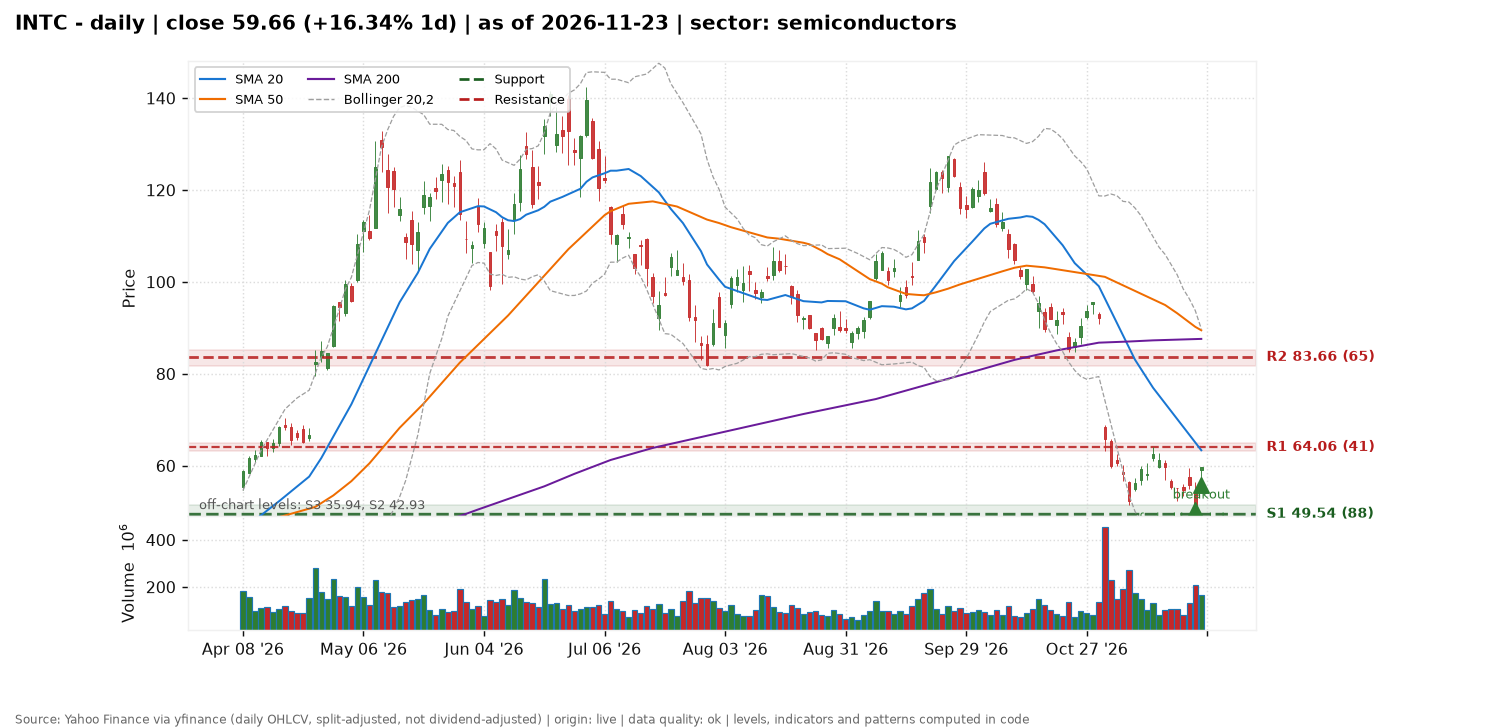 INTC - daily | close 59.66 (+16.34% 1d) | as of 2026-11-23 | sector: semiconductors
SMA 20
SMA 50
SMA 200
Bollinger 20,2
Support
Resistance
Price
140
120
100
80
60
R2 83.66 (65)
R1 64.06 (41)
S1 49.54 (88)
off-chart levels: S3 35.94, S2 42.93
breakout
Volume 10⁶
400
200
Apr 08 '26
May 06 '26
Jun 04 '26
Jul 06 '26
Aug 03 '26
Aug 31 '26
Sep 29 '26
Oct 27 '26
Source: Yahoo Finance via yfinance (daily OHLCV, split-adjusted, not dividend-adjusted) | origin: live | data quality: ok | levels, indicators and patterns computed in code